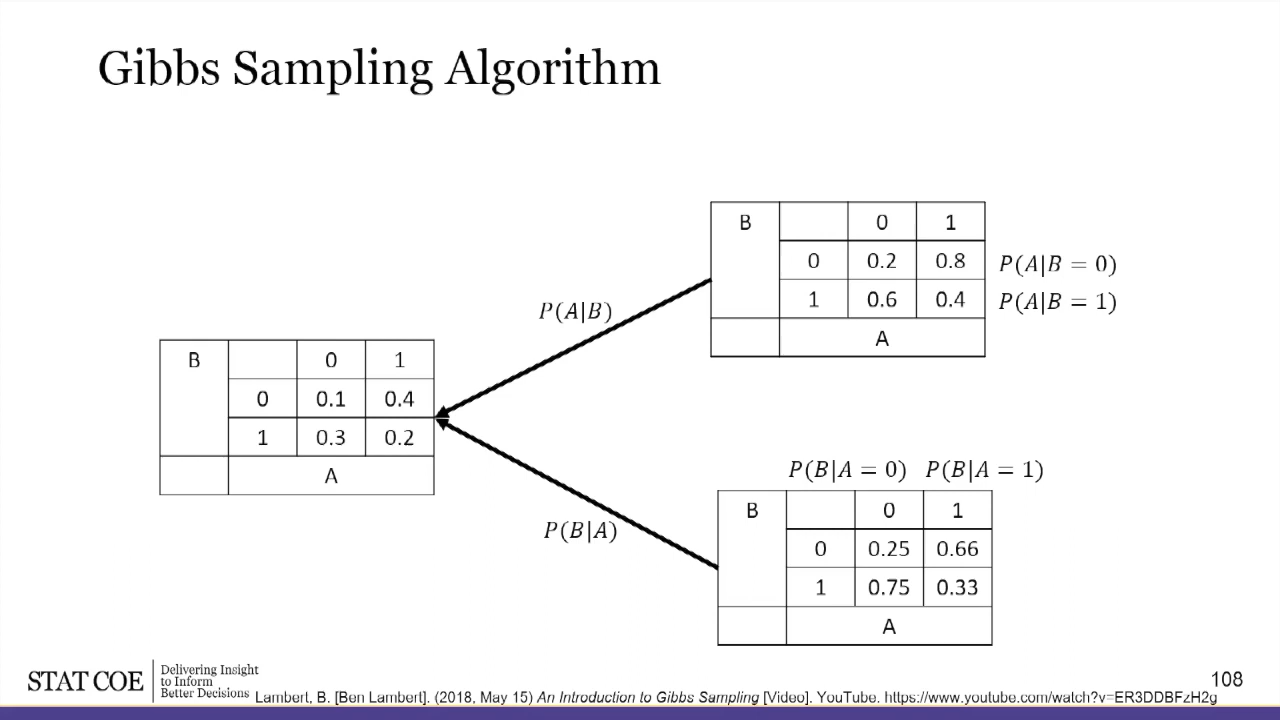 Gibbs Sampling Algorithm
B 0 1
0 0.2 0.8 P(A|B = 0)
1 0.6 0.4 P(A|B = 1)
A
P(A|B)
B 0 1
0 0.1 0.4
1 0.3 0.2
A
P(B|A = 0) P(B|A = 1)
B 0 1
0 0.25 0.66
1 0.75 0.33
A
P(B|A)
STAT COE
Delivering Insight
to Inform
Better Decisions
Lambert, B. [Ben Lambert]. (2018, May 15) An Introduction to Gibbs Sampling [Video]. YouTube. https://www.youtube.com/watch?v=ER3DDBFzH2g
108